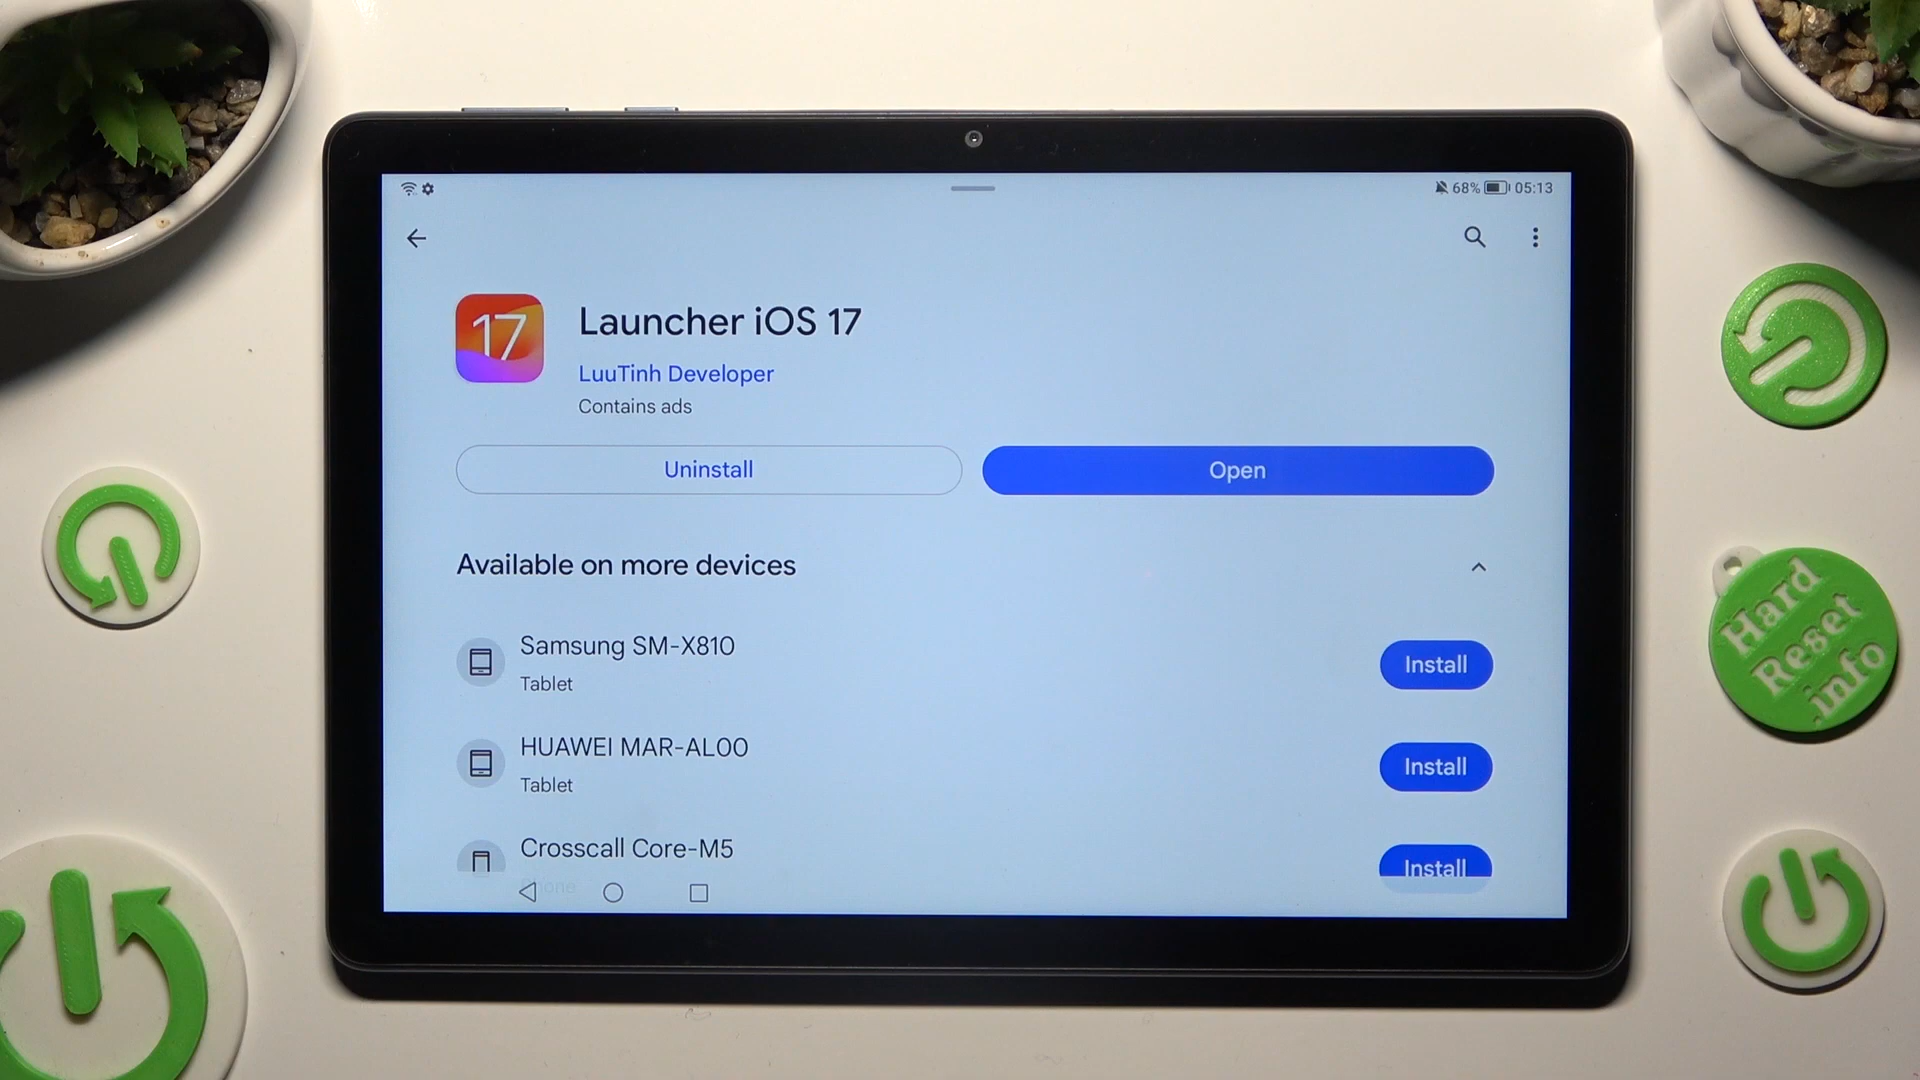 68% 05:13
17
Launcher iOS 17
LuuTinh Developer
Contains ads
Uninstall
Open
Available on more devices
Samsung SM-X810
Tablet
Install
HUAWEI MAR-AL00
Tablet
Install
Crosscall Core-M5
Phone
Install
Hard
Reset
.info